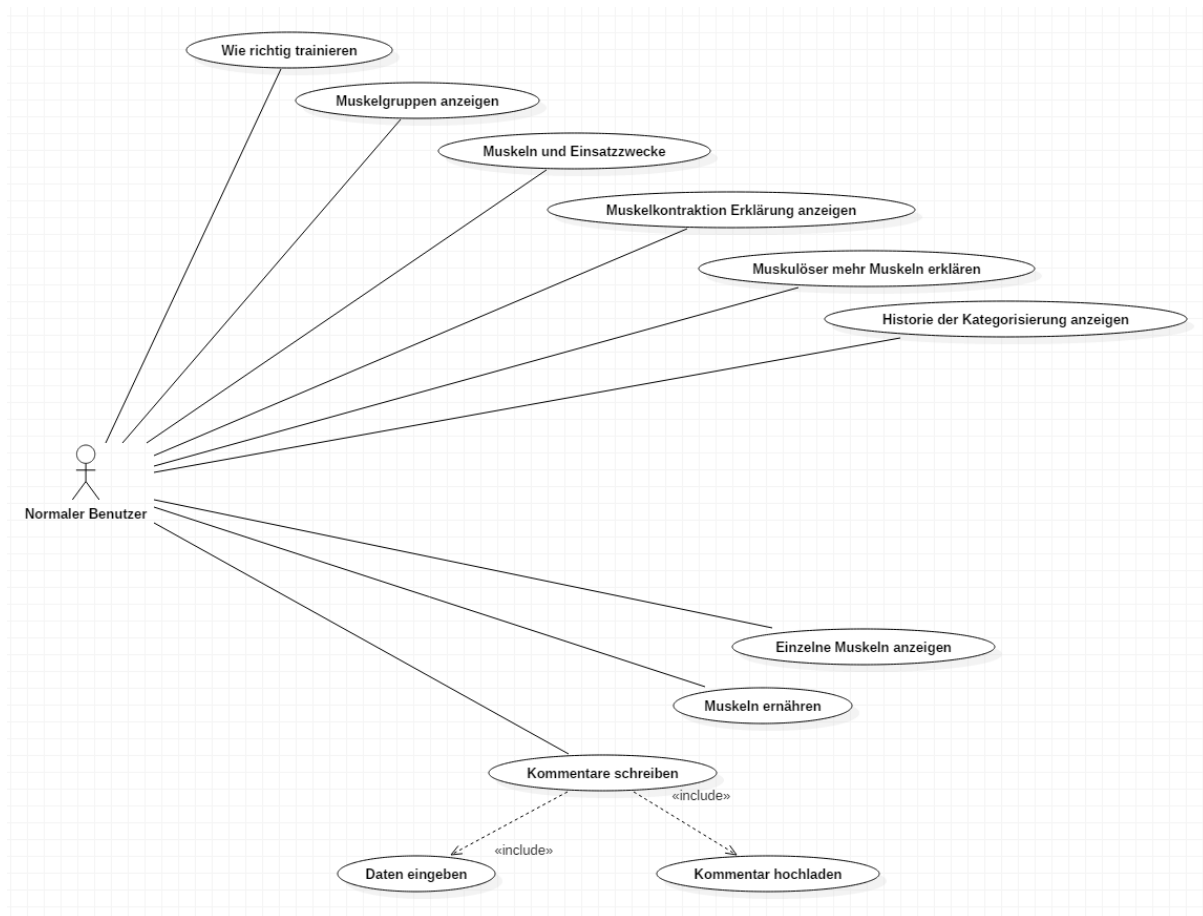 Wie richtig trainieren
Muskelgruppen anzeigen
Muskeln und Einsatzzwecke
Muskelkontraktion Erklärung anzeigen
Muskulöser mehr Muskeln erklären
Historie der Kategorisierung anzeigen
Normaler Benutzer
Einzelne Muskeln anzeigen
Muskeln ernähren
Kommentare schreiben
«include»
«include»
Daten eingeben
Kommentar hochladen